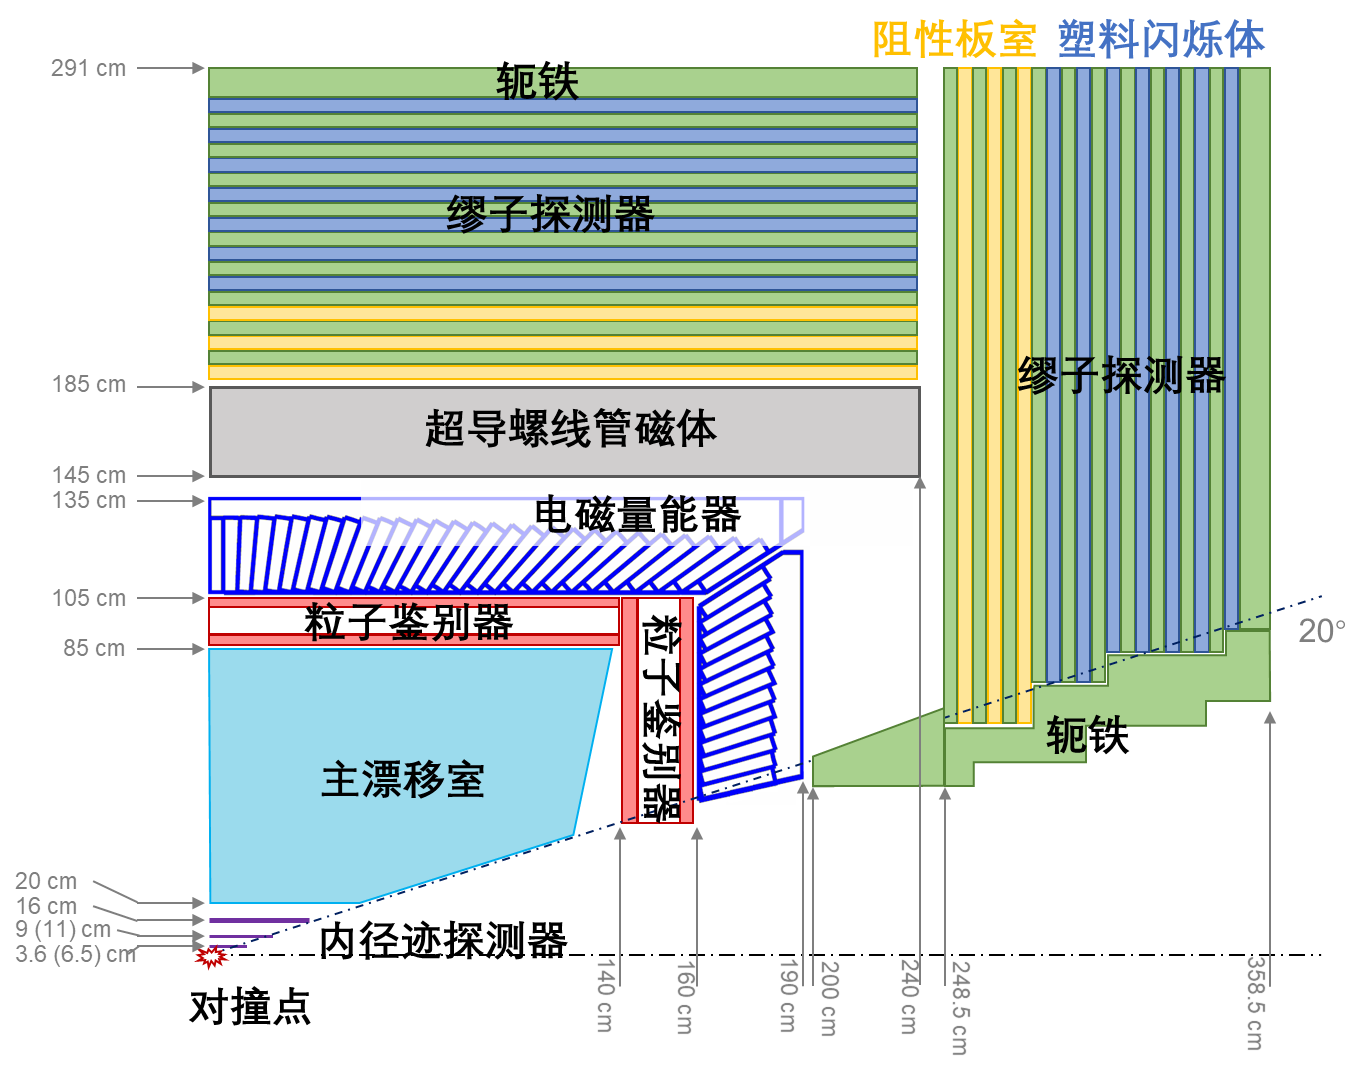 阻性板室 塑料闪烁体
291 cm
轭铁
缪子探测器
缪子探测器
185 cm
超导螺线管磁体
145 cm
135 cm
电磁量能器
105 cm
粒子鉴别器
85 cm
粒子鉴别器
20°
轭铁
主漂移室
20 cm
16 cm
9 (11) cm
3.6 (6.5) cm
内径迹探测器
对撞点
140 cm
160 cm
190 cm
200 cm
240 cm
248.5 cm
358.5 cm